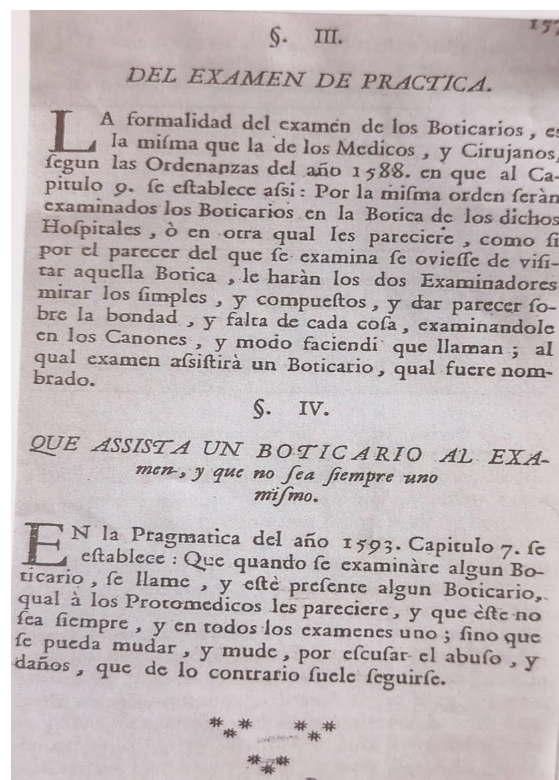 157
§. III.
DEL EXAMEN DE PRACTICA.
LA formalidad del examen de los Boticarios, es
la miſma que la de los Medicos, y Cirujanos,
ſegun las Ordenanzas del año 1588. en que al Ca-
pitulo 9. ſe eſtablece aſsi: Por la miſma orden ſeràn
examinados los Boticarios en la Botica de los dichos
Hoſpitales, ò en otra qual les pareciere, como ſi
por el parecer del que ſe examina ſe ovieſſe de viſi-
tar aquella Botica, le haràn los dos Examinadores
mirar los ſimples, y compueſtos, y dar parecer ſo-
bre la bondad, y falta de cada coſa, examinandole
en los Canones, y modo faciendi que llaman; al
qual examen aſsiſtirà un Boticario, qual fuere nom-
brado.
§. IV.
QUE ASSISTA UN BOTICARIO AL EXA-
men, y que no ſea ſiempre uno
miſmo.
EN la Pragmatica del año 1593. Capitulo 7. ſe
eſtablece: Que quando ſe examinàre algun Bo-
ticario, ſe llame, y eſtè preſente algun Boticario,
qual à los Protomedicos les pareciere, y que èſte no
ſea ſiempre, y en todos los examenes uno; ſino que
ſe pueda mudar, y mude, por eſcuſar el abuſo, y
daños, que de lo contrario ſuele ſeguirſe.